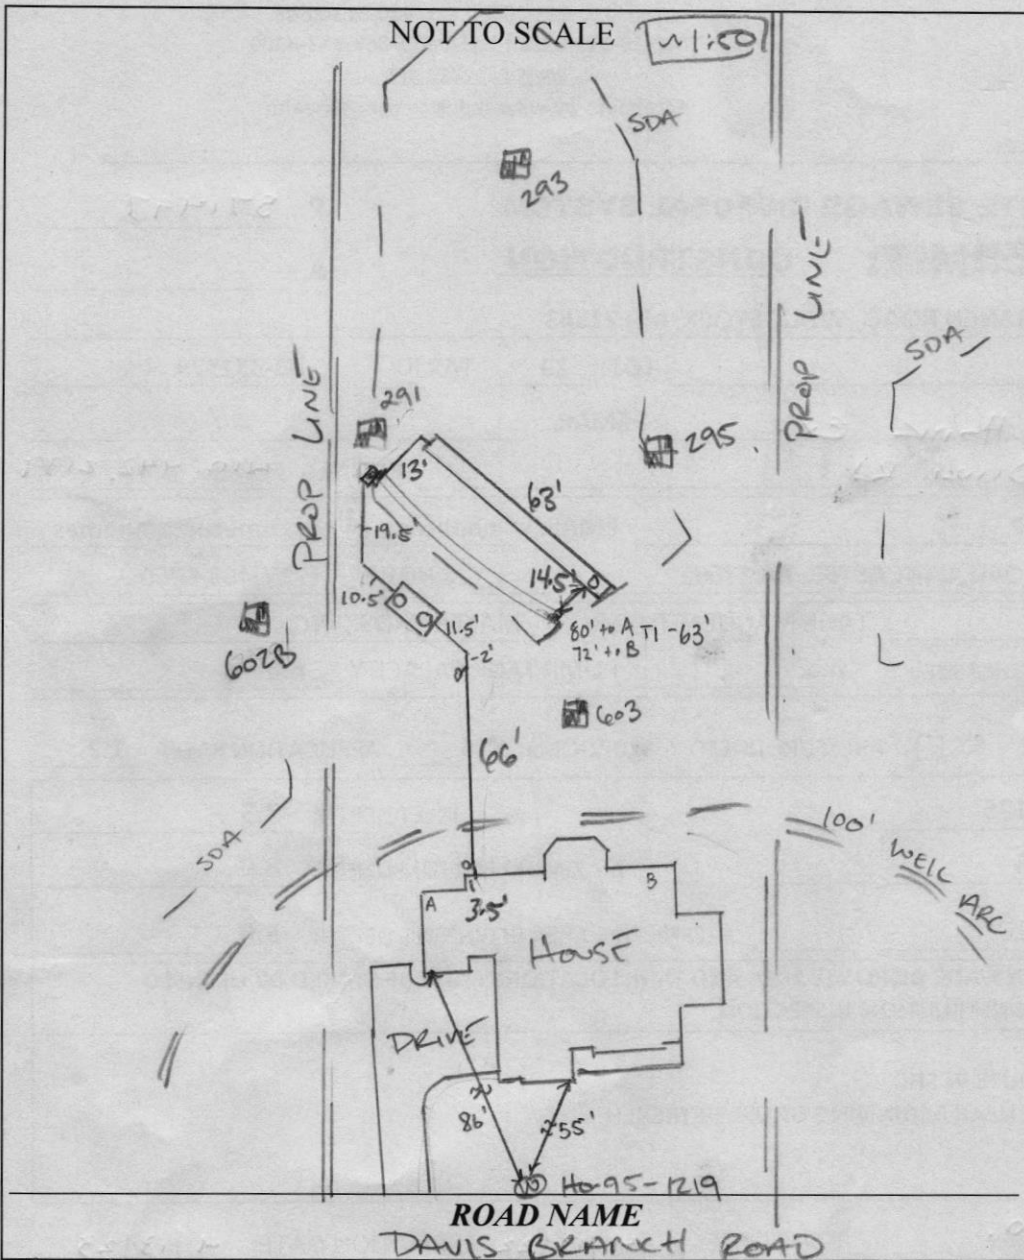 NOT TO SCALE ~1:50
SDA
293
PROP LINE
PROP LINE
SDA
291
295
13'
63'
19.5'
14.5'
10.5'
11.5'
80' to A T1-63'
72' to B
602B
-2'
603
66'
SDA
100'
WELL
ARC
A
3.5'
B
HOUSE
DRIVE
86'
55'
HO-95-1219
ROAD NAME
DAVIS BRANCH ROAD